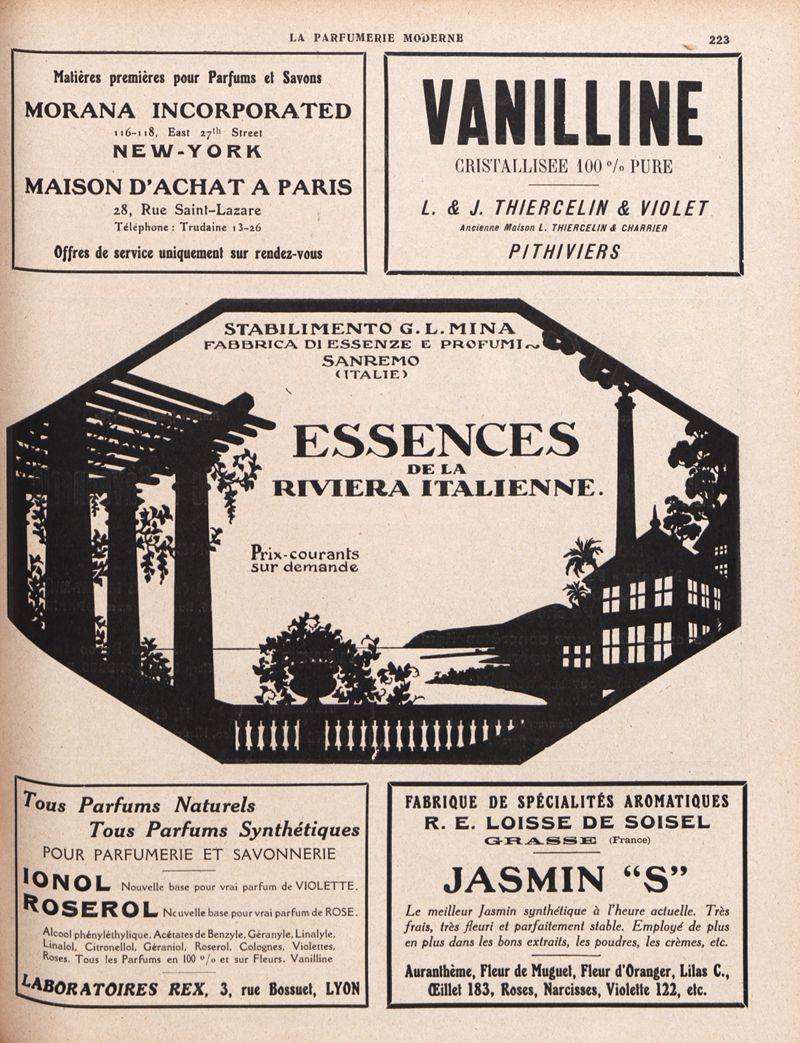 LA PARFUMERIE MODERNE
223
Matières premières pour Parfums et Savons
MORANA INCORPORATED
116-118, East 27th Street
NEW-YORK
MAISON D'ACHAT A PARIS
28, Rue Saint-Lazare
Téléphone : Trudaine 13-26
Offres de service uniquement sur rendez-vous
VANILLINE
CRISTALLISEE 100 % PURE
L. & J. THIERCELIN & VIOLET
Ancienne Maison L. THIERCELIN & CHARRIER
PITHIVIERS
STABILIMENTO G. L. MINA
FABBRICA DI ESSENZE E PROFUMI~
SANREMO
(ITALIE)
ESSENCES
DE LA
RIVIERA ITALIENNE.
Prix-courants
sur demande
Tous Parfums Naturels
Tous Parfums Synthétiques
POUR PARFUMERIE ET SAVONNERIE
IONOL Nouvelle base pour vrai parfum de VIOLETTE.
ROSEROL Nouvelle base pour vrai parfum de ROSE.
Alcool phényléthylique. Acétates de Benzyle, Géranyle, Linalyle,
Linalol, Citronellol, Géraniol, Roserol, Colognes, Violettes,
Roses. Tous les Parfums en 100 % et sur Fleurs. Vanilline
LABORATOIRES REX, 3, rue Bossuet, LYON
FABRIQUE DE SPÉCIALITÉS AROMATIQUES
R. E. LOISSE DE SOISEL
GRASSE (France)
JASMIN “S”
Le meilleur Jasmin synthétique à l'heure actuelle. Très
frais, très fleuri et parfaitement stable. Employé de plus
en plus dans les bons extraits, les poudres, les crèmes, etc.
Auranthème, Fleur de Muguet, Fleur d'Oranger, Lilas C.,
Œillet 183, Roses, Narcisses, Violette 122, etc.